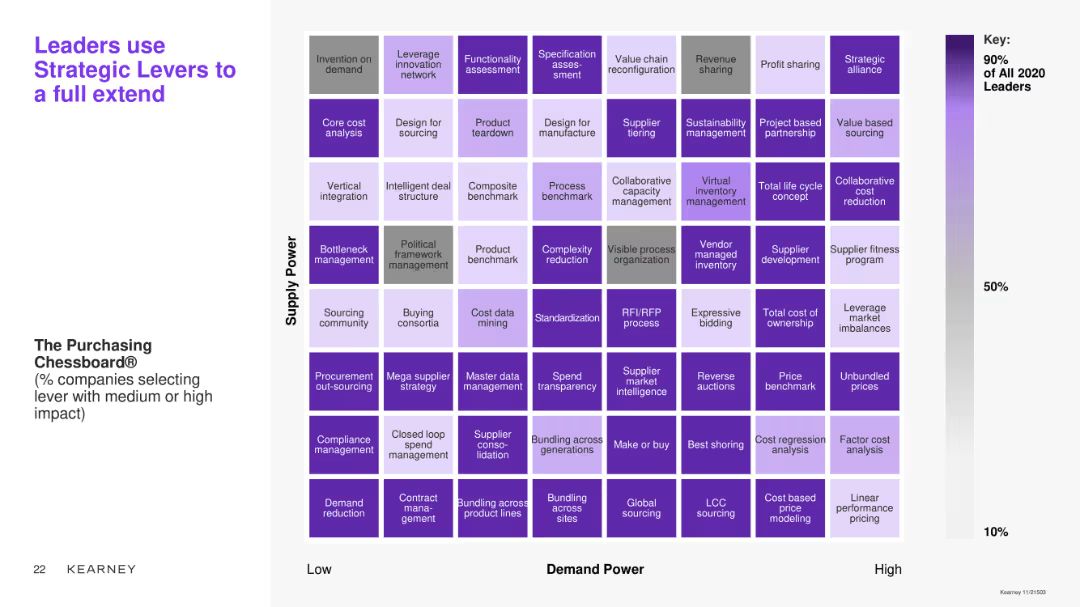 Leaders use
Strategic Levers to
a full extend
The Purchasing
Chessboard®
(% companies selecting
lever with medium or high
impact)
22 KEARNEY
Supply Power
Invention on
demand
Leverage
innovation
network
Functionality
assessment
Specification
asses-
sment
Value chain
reconfiguration
Revenue
sharing
Profit sharing
Strategic
alliance
Core cost
analysis
Design for
sourcing
Product
teardown
Design for
manufacture
Supplier
tiering
Sustainability
management
Project based
partnership
Value based
sourcing
Vertical
integration
Intelligent deal
structure
Composite
benchmark
Process
benchmark
Collaborative
capacity
management
Virtual
inventory
management
Total life cycle
concept
Collaborative
cost
reduction
Bottleneck
management
Political
framework
management
Product
benchmark
Complexity
reduction
Visible process
organization
Vendor
managed
inventory
Supplier
development
Supplier fitness
program
Sourcing
community
Buying
consortia
Cost data
mining
Standardization
RFI/RFP
process
Expressive
bidding
Total cost of
ownership
Leverage
market
imbalances
Procurement
out-sourcing
Mega supplier
strategy
Master data
management
Spend
transparency
Supplier
market
intelligence
Reverse
auctions
Price
benchmark
Unbundled
prices
Compliance
management
Closed loop
spend
management
Supplier
conso-
lidation
Bundling across
generations
Make or buy
Best shoring
Cost regression
analysis
Factor cost
analysis
Demand
reduction
Contract
mana-
gement
Bundling across
product lines
Bundling
across
sites
Global
sourcing
LCC
sourcing
Cost based
price
modeling
Linear
performance
pricing
Low
Demand Power
High
Key:
90%
of All 2020
Leaders
50%
10%
Kearney 11/21503